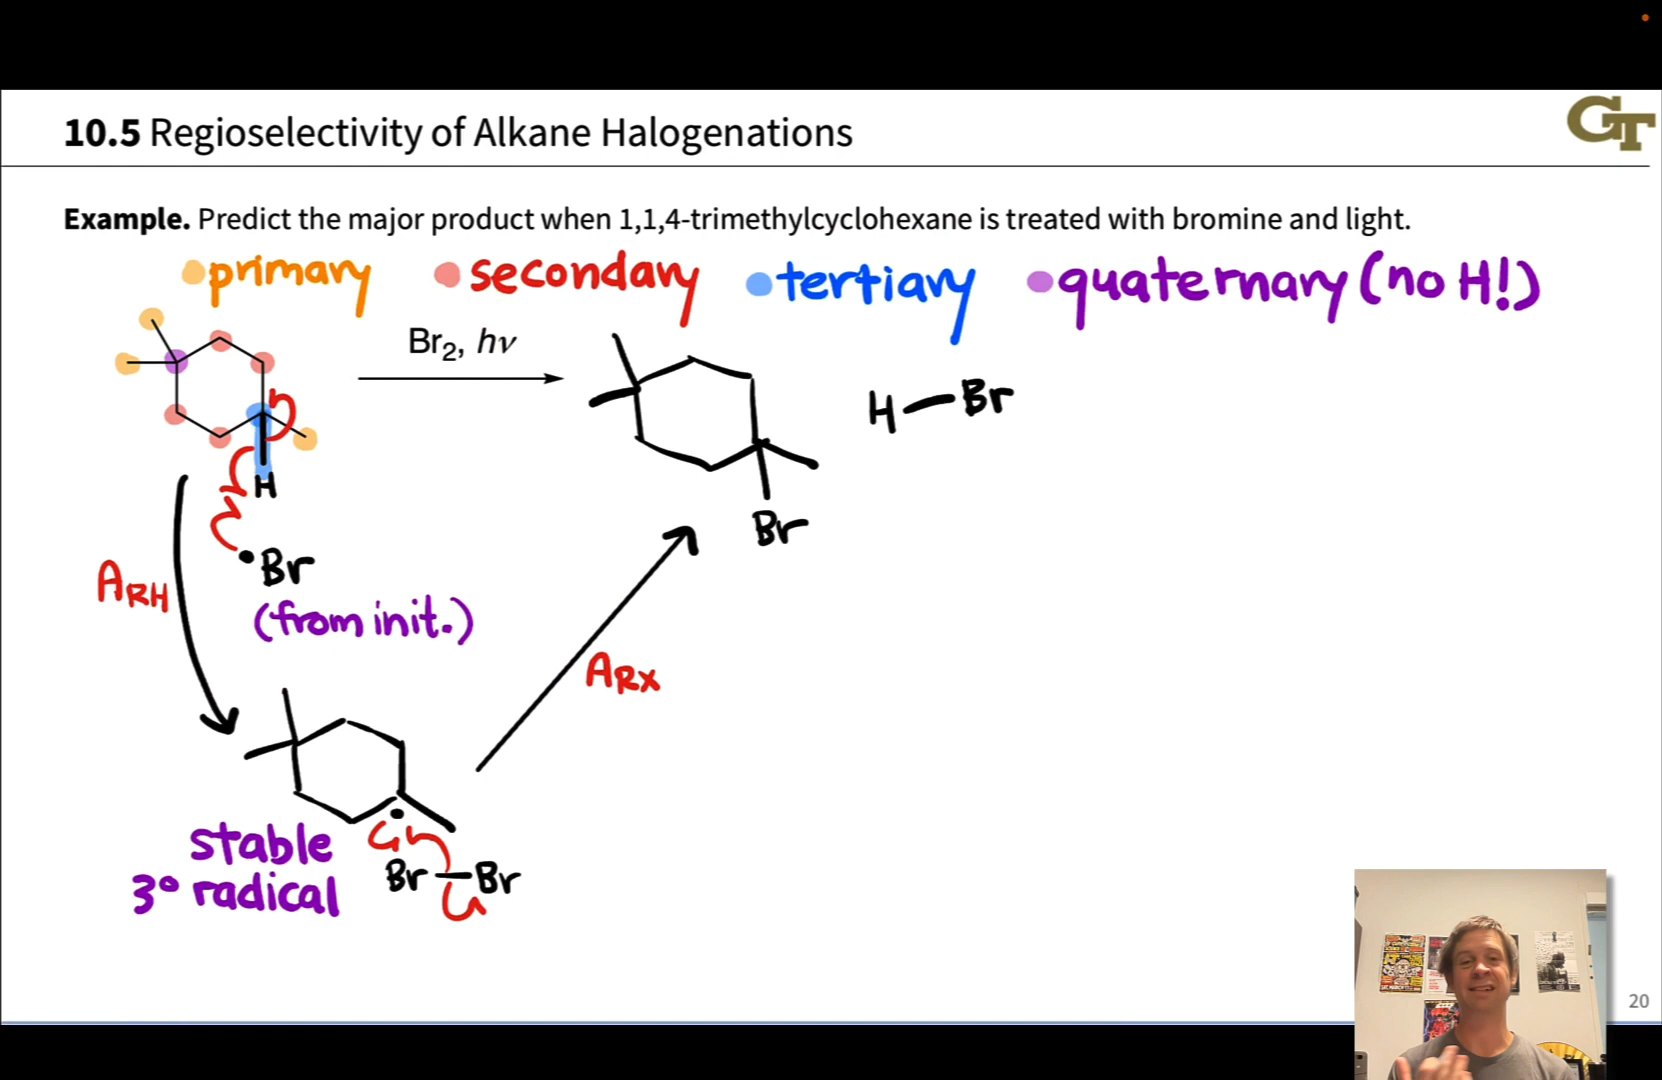 GT
10.5 Regioselectivity of Alkane Halogenations
Example. Predict the major product when 1,1,4-trimethylcyclohexane is treated with bromine and light.
primary secondary tertiary quaternary (no H!)
Br₂, hν
H—Br
H
Br
•Br
ARH
(from init.)
ARX
stable
3° radical
Br—Br
20